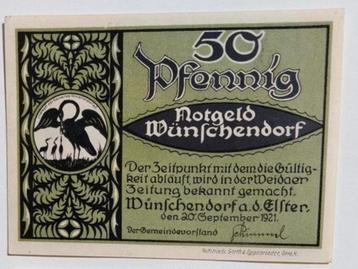 50
Pfennig
Notgeld
Wünschendorf
Der Zeitpunkt mit dem die Gültig-
keit abläuft, wird in der Weidaer
Zeitung bekannt gemacht.
Wünschendorf a.d. Elster.
den 20. September 1921.
Der Gemeindevorstand Schimmel